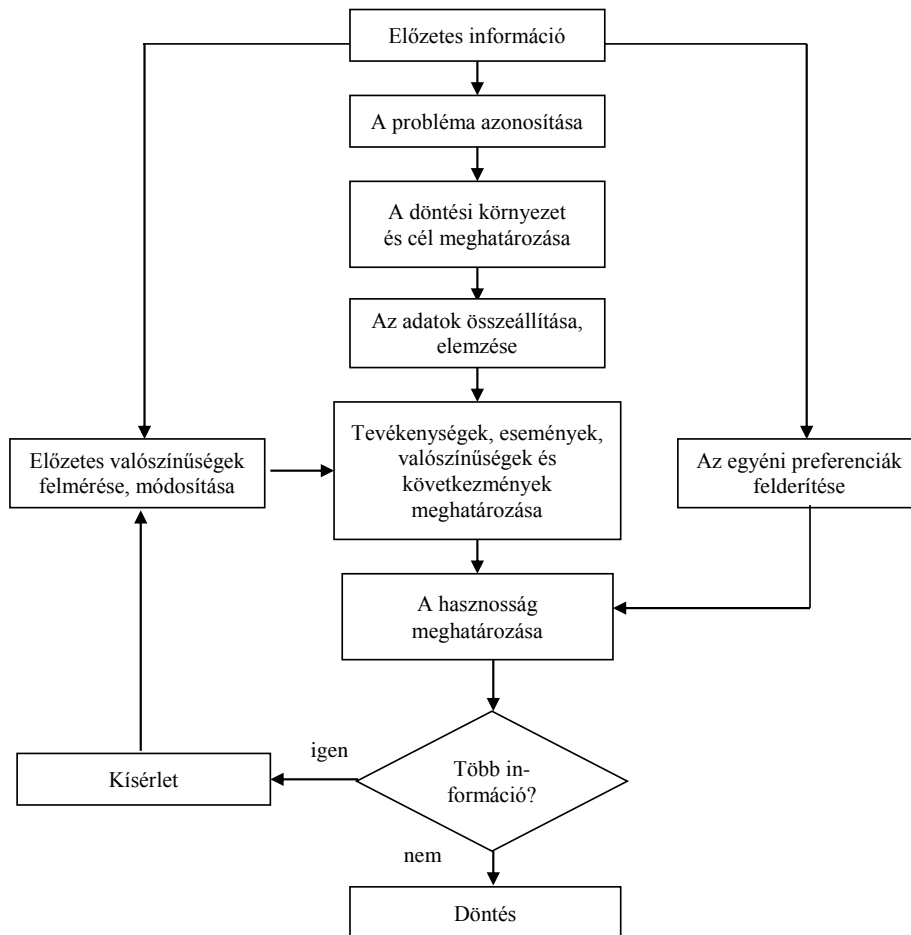 Előzetes információ
A probléma azonosítása
A döntési környezet
és cél meghatározása
Az adatok összeállítása,
elemzése
Előzetes valószínűségek
felmérése, módosítása
Tevékenységek, események,
valószínűségek és
következmények
meghatározása
Az egyéni preferenciák
felderítése
A hasznosság
meghatározása
igen
Kísérlet
Több in-
formáció?
nem
Döntés